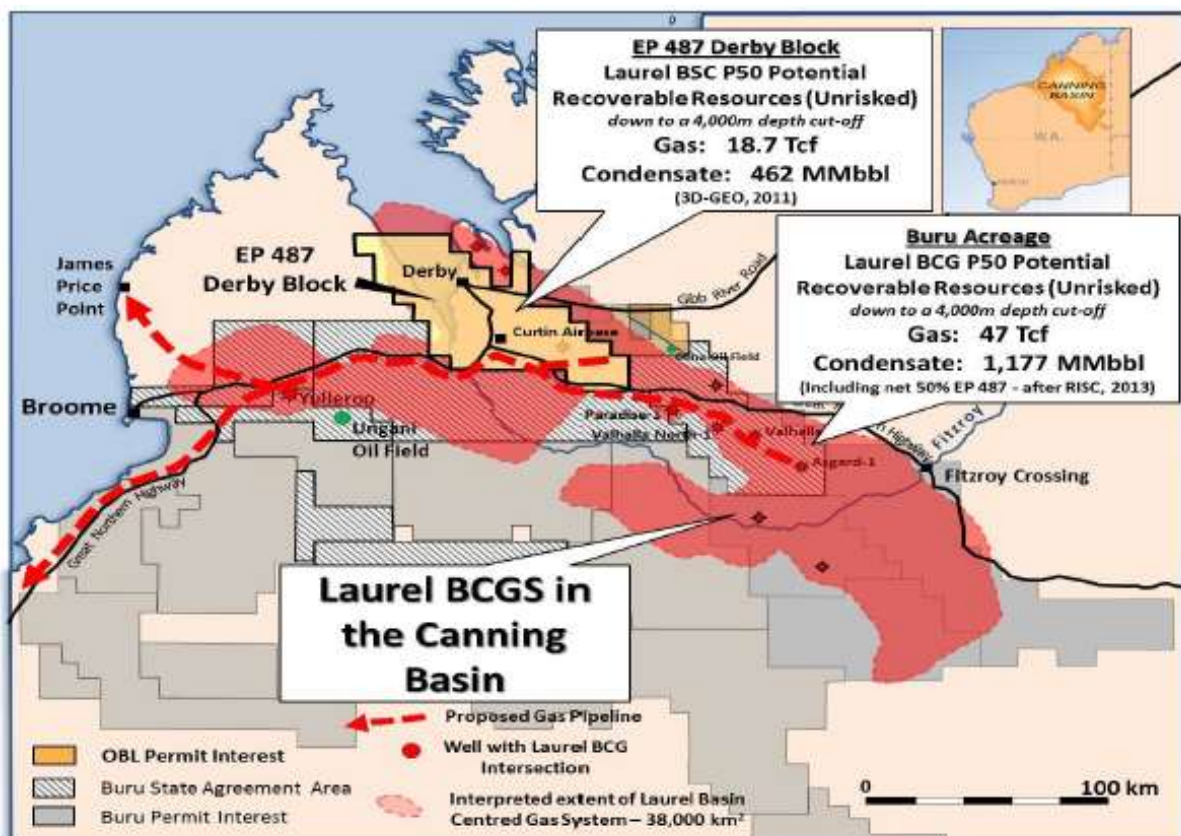 EP 487 Derby Block
Laurel BSC P50 Potential
Recoverable Resources (Unrisked)
down to a 4,000m depth cut-off
Gas: 18.7 Tcf
Condensate: 462 MMbbl
(3D-GEO, 2011)
CANNING
BASIN
W.A.
Buru Acreage
Laurel BCG P50 Potential
Recoverable Resources (Unrisked)
down to a 4,000m depth cut-off
Gas: 47 Tcf
Condensate: 1,177 MMbbl
(Including net 50% EP 487 - after RISC, 2013)
EP 487
Derby Block
Derby
Gibb River Road
James
Price
Point
Curtin Airbase
Oil Field
Broome
Yulleroo
Ungani
Oil Field
Paradise-1
Valhalla North-1
Valhalla
Asgard-1
Highway
Fitzroy
Fitzroy Crossing
Great Northern Highway
Laurel BCGS in
the Canning
Basin
Proposed Gas Pipeline
Well with Laurel BCG
Intersection
Interpreted extent of Laurel Basin
Centred Gas System – 38,000 km²
OBL Permit Interest
Buru State Agreement Area
Buru Permit Interest
0 100 km